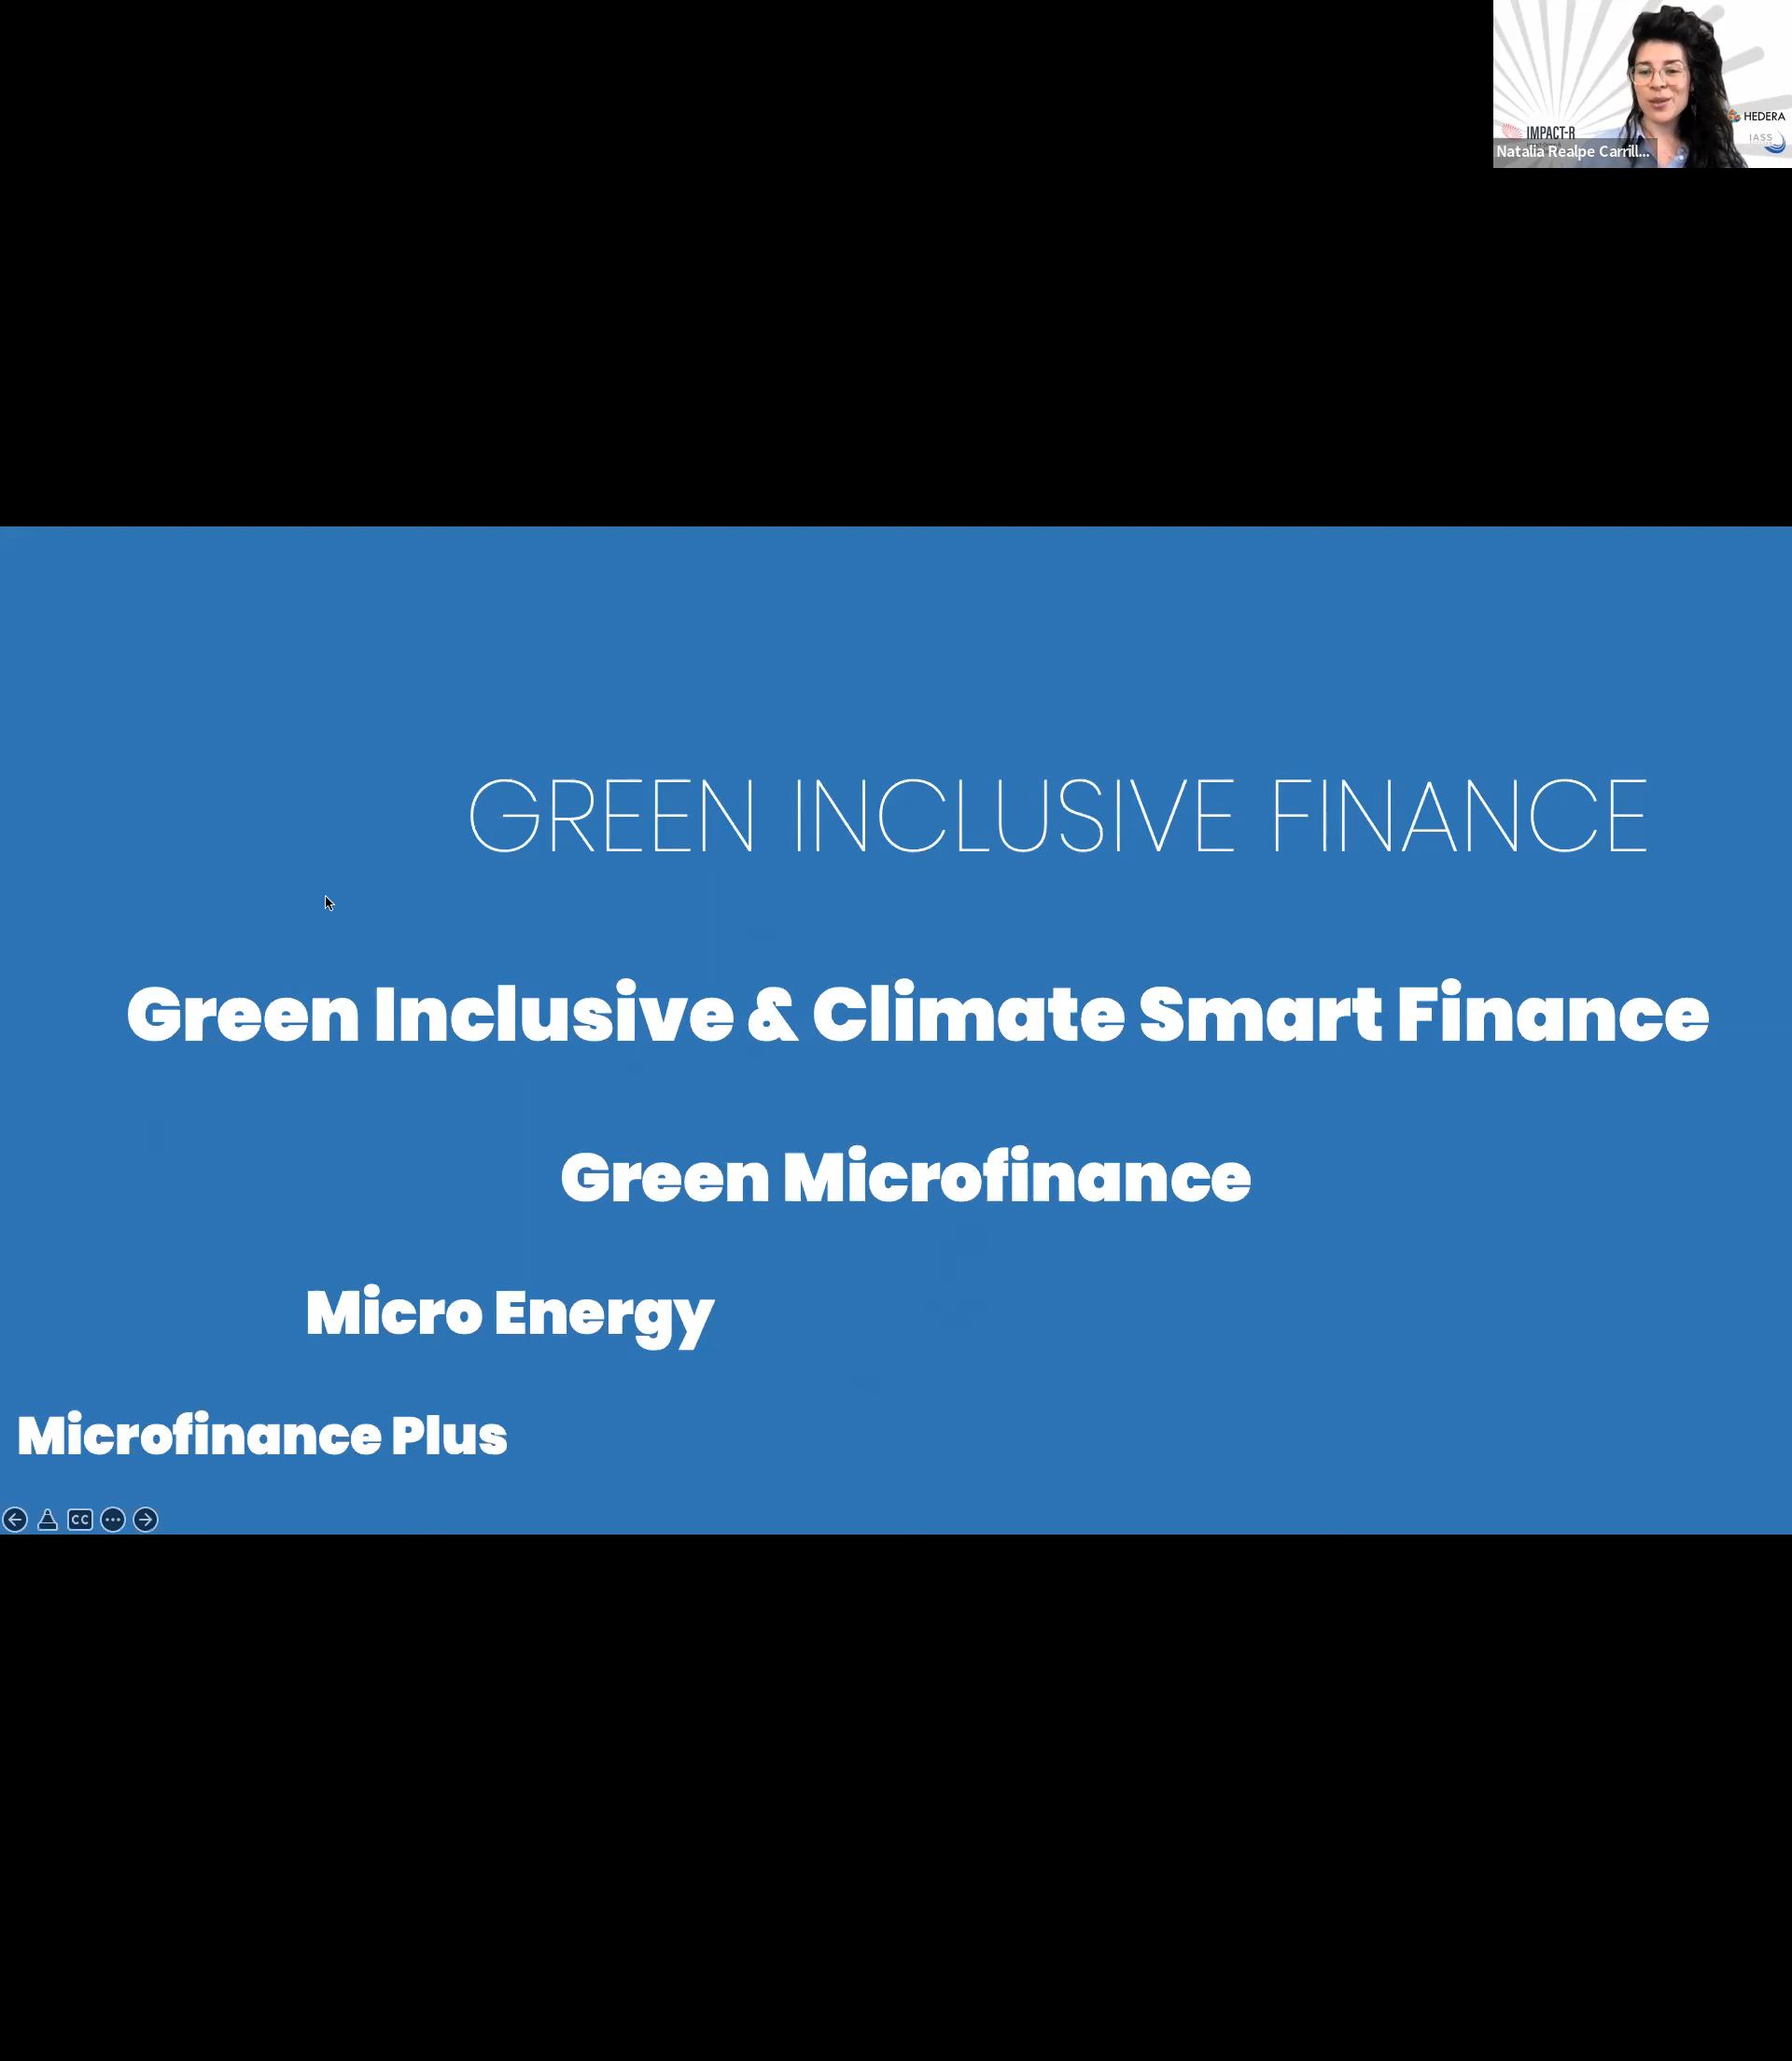 IMPACT-R
HEDERA
IASS
Natalia Realpe Carrill...
GREEN INCLUSIVE FINANCE
Green Inclusive & Climate Smart Finance
Green Microfinance
Micro Energy
Microfinance Plus
CC